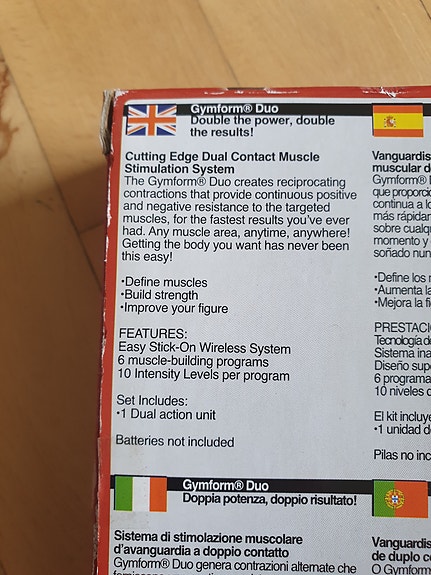 Gymform® Duo
Double the power, double
the results!
Cutting Edge Dual Contact Muscle
Stimulation System
The Gymform® Duo creates reciprocating
contractions that provide continuous positive
and negative resistance to the targeted
muscles, for the fastest results you've ever
had. Any muscle area, anytime, anywhere!
Getting the body you want has never been
this easy!
•Define muscles
•Build strength
•Improve your figure
FEATURES:
Easy Stick-On Wireless System
6 muscle-building programs
10 Intensity Levels per program
Set Includes:
•1 Dual action unit
Batteries not included
Gymform® Duo
Doppia potenza, doppio risultato!
Sistema di stimolazione muscolare
d'avanguardia a doppio contatto
Gymform® Duo genera contrazioni alternate che
Vanguardis
muscular d
Gymform®
que proporci
continua a lo
más rápidar
sobre cualq
momento y
soñado nun
•Define los
•Aumenta la
•Mejora la fi
PRESTACI
Tecnología de
Sistema ina
Diseño supe
6 programa
10 niveles d
El kit incluye
•1 unidad d
Pilas no inc
Vanguardis
de duplo c
O Gymform